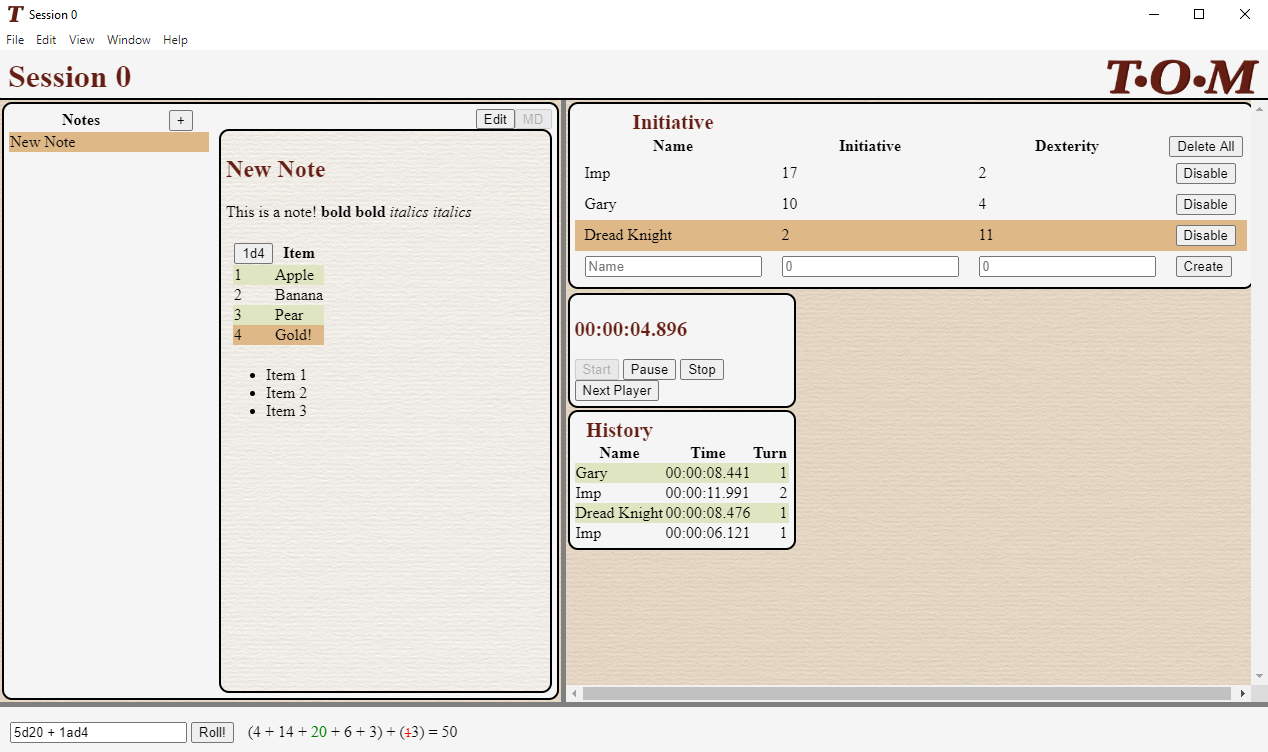 T Session 0
File Edit View Window Help
Session 0
T·O·M
Notes +
New Note
Edit MD
New Note
This is a note! bold bold italics italics
1d4 Item
1 Apple
2 Banana
3 Pear
4 Gold!
• Item 1
• Item 2
• Item 3
Initiative
Name Initiative Dexterity Delete All
Imp 17 2 Disable
Gary 10 4 Disable
Dread Knight 2 11 Disable
Name 0 0 Create
00:00:04.896
Start Pause Stop
Next Player
History
Name Time Turn
Gary 00:00:08.441 1
Imp 00:00:11.991 2
Dread Knight 00:00:08.476 1
Imp 00:00:06.121 1
5d20 + 1ad4 Roll! (4 + 14 + 20 + 6 + 3) + (13) = 50